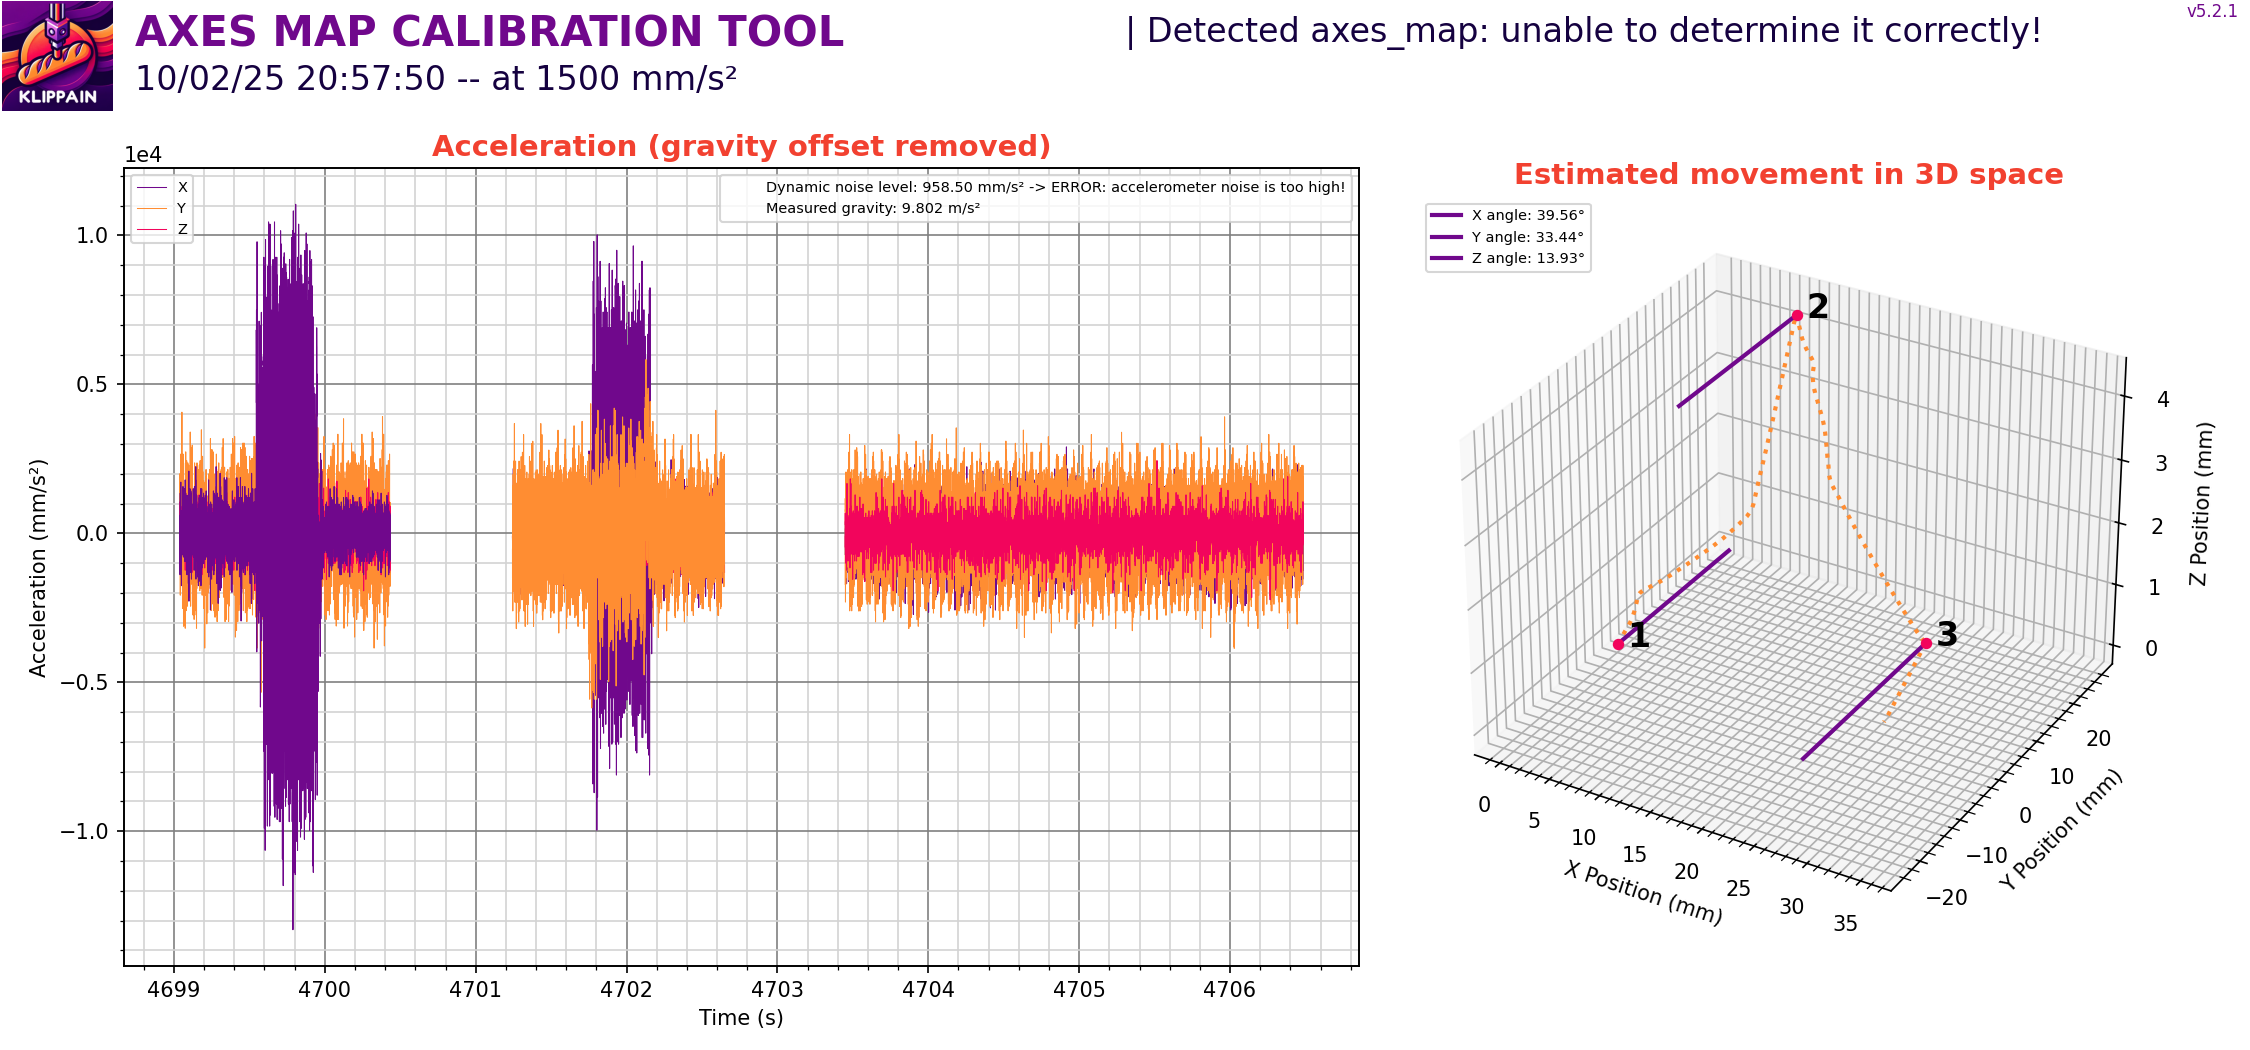 AXES MAP CALIBRATION TOOL
| Detected axes_map: unable to determine it correctly!
v5.2.1
10/02/25 20:57:50 -- at 1500 mm/s²
KLIPPAIN
Acceleration (gravity offset removed)
1e4
X
Y
Z
Dynamic noise level: 958.50 mm/s² -> ERROR: accelerometer noise is too high!
Measured gravity: 9.802 m/s²
1.0
0.5
0.0
−0.5
−1.0
Acceleration (mm/s²)
4699 4700 4701 4702 4703 4704 4705 4706
Time (s)
Estimated movement in 3D space
X angle: 39.56°
Y angle: 33.44°
Z angle: 13.93°
2
1
3
4
3
2
1
0
Z Position (mm)
20
10
0
−10
−20
Y Position (mm)
0
5
10
15
20
25
30
35
X Position (mm)